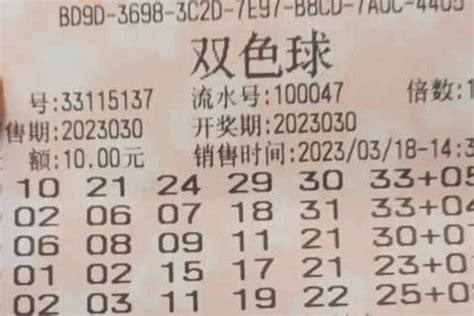 BD9D-3698-3C2D-7E97-B8CD-7A0C-4405
双色球
号:33115137 流水号:100047 倍数:1
售期:2023030 开奖期:2023030
额:10.00元 销售时间:2023/03/18-14:3
10 21 24 29 30 33+05
02 06 07 18 31 33+04
06 08 09 11 21 30+0
01 02 15 17 21 23+0
02 03 11 19 22 25+0